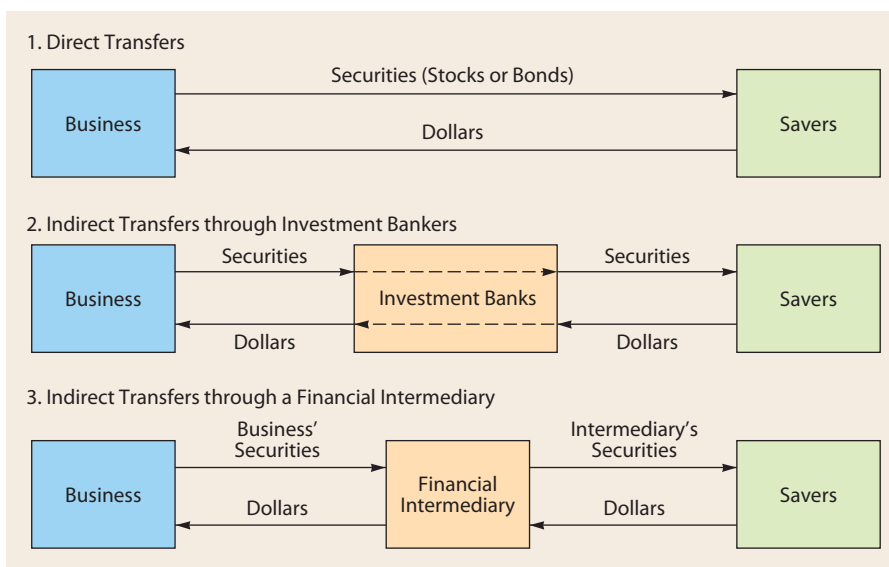 1. Direct Transfers
Securities (Stocks or Bonds)
Business
Dollars
Savers
2. Indirect Transfers through Investment Bankers
Securities
Securities
Business
Investment Banks
Savers
Dollars
Dollars
3. Indirect Transfers through a Financial Intermediary
Business’
Securities
Intermediary’s
Securities
Business
Financial
Intermediary
Savers
Dollars
Dollars